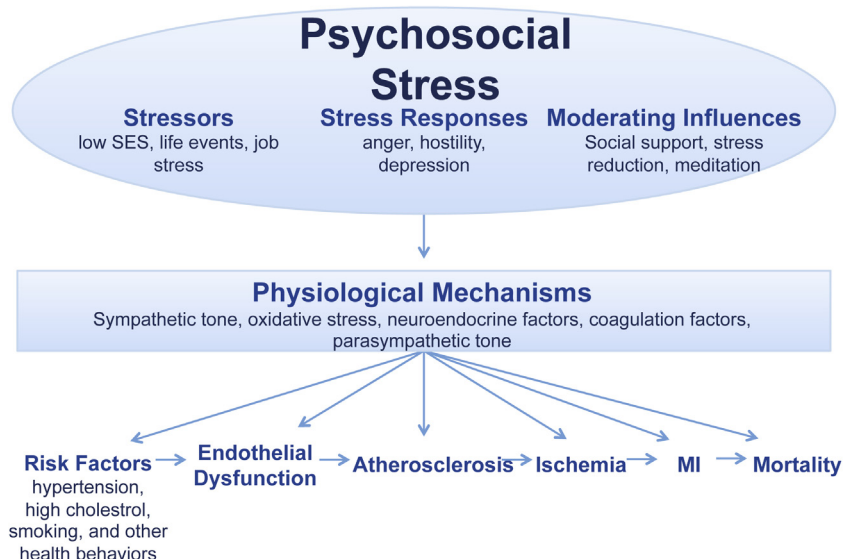 Psychosocial
Stress
Stressors
low SES, life events, job
stress
Stress Responses
anger, hostility,
depression
Moderating Influences
Social support, stress
reduction, meditation
Physiological Mechanisms
Sympathetic tone, oxidative stress, neuroendocrine factors, coagulation factors,
parasympathetic tone
Risk Factors
hypertension,
high cholestrol,
smoking, and other
health behaviors
Endothelial
Dysfunction
Atherosclerosis
Ischemia
MI
Mortality